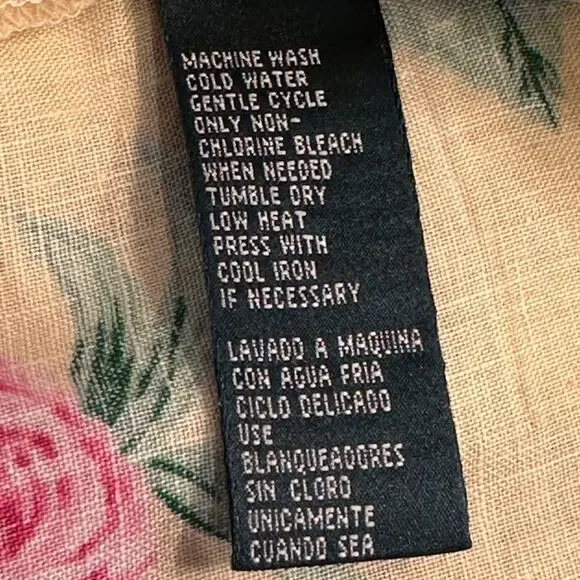 MACHINE WASH
COLD WATER
GENTLE CYCLE
ONLY NON-
CHLORINE BLEACH
WHEN NEEDED
TUMBLE DRY
LOW HEAT
PRESS WITH
COOL IRON
IF NECESSARY
LAVADO A MAQUINA
CON AGUA FRIA
CICLO DELICADO
USE
BLANQUEADORES
SIN CLORO
UNICAMENTE
CUANDO SEA